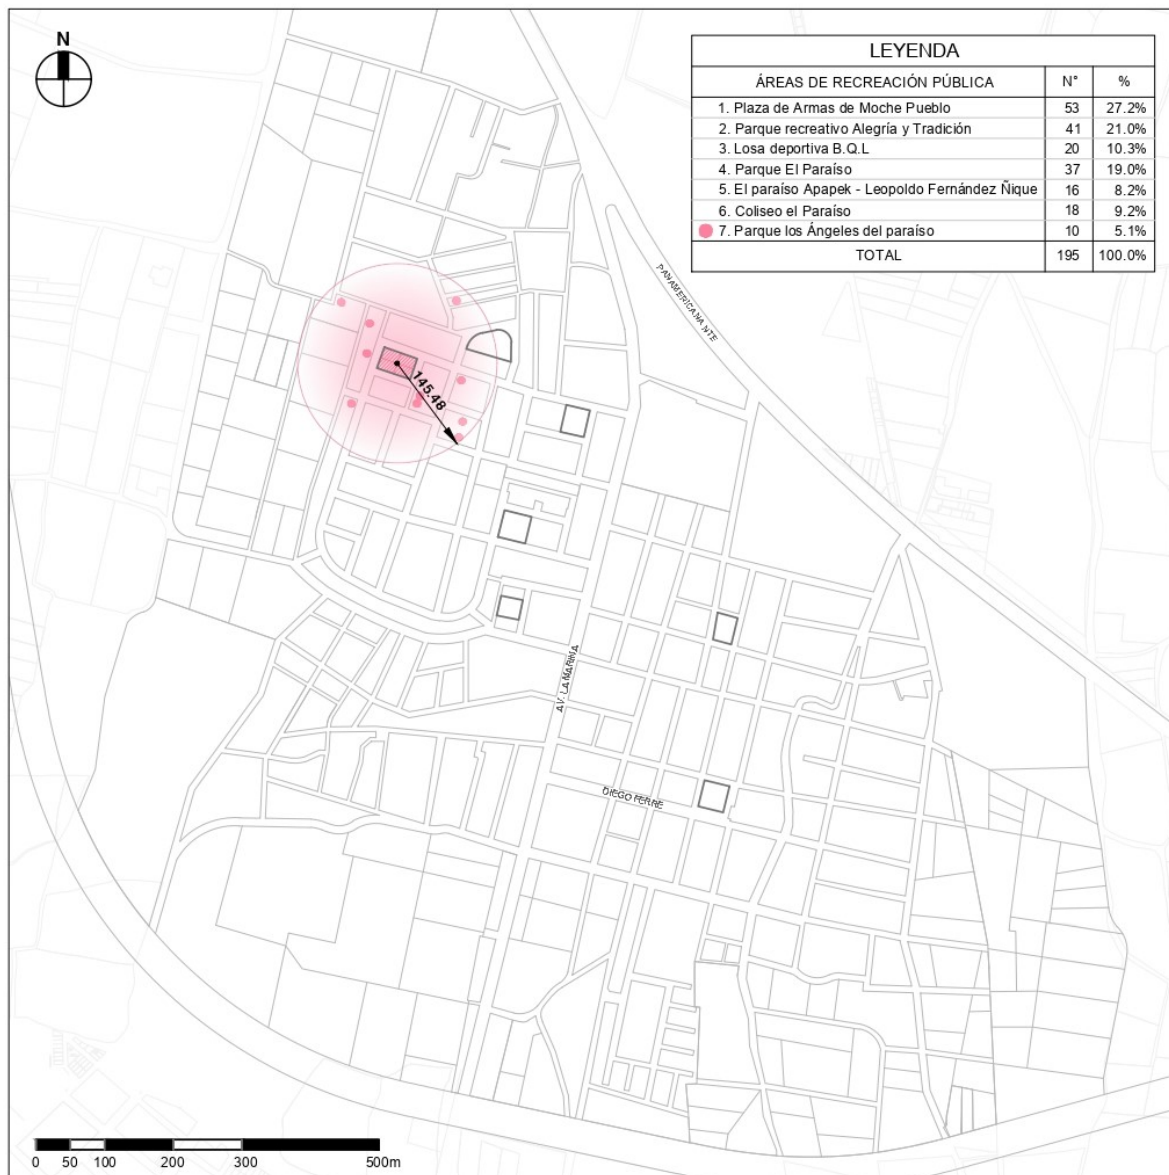 N
LEYENDA
ÁREAS DE RECREACIÓN PÚBLICA N° %
1. Plaza de Armas de Moche Pueblo 53 27.2%
2. Parque recreativo Alegría y Tradición 41 21.0%
3. Losa deportiva B.Q.L 20 10.3%
4. Parque El Paraíso 37 19.0%
5. El paraíso Apapek - Leopoldo Fernández Ñique 16 8.2%
6. Coliseo el Paraíso 18 9.2%
7. Parque los Ángeles del paraíso 10 5.1%
TOTAL 195 100.0%
PANAMERICANA NTE
145.48
AV. LA MARINA
DIEGO FERRE
0 50 100 200 300 500m